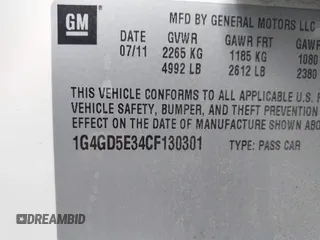 GM
MFD BY GENERAL MOTORS LLC
DATE GVWR GAWR FRT GAWR
07/11 2265 KG 1185 KG 1080
4992 LB 2612 LB 2380
THIS VEHICLE CONFORMS TO ALL APPLICABLE U.S. F
VEHICLE SAFETY, BUMPER, AND THEFT PREVENTION
EFFECT ON THE DATE OF MANUFACTURE SHOWN ABO
1G4GD5E34CF130301 TYPE: PASS CAR
DREAMBID